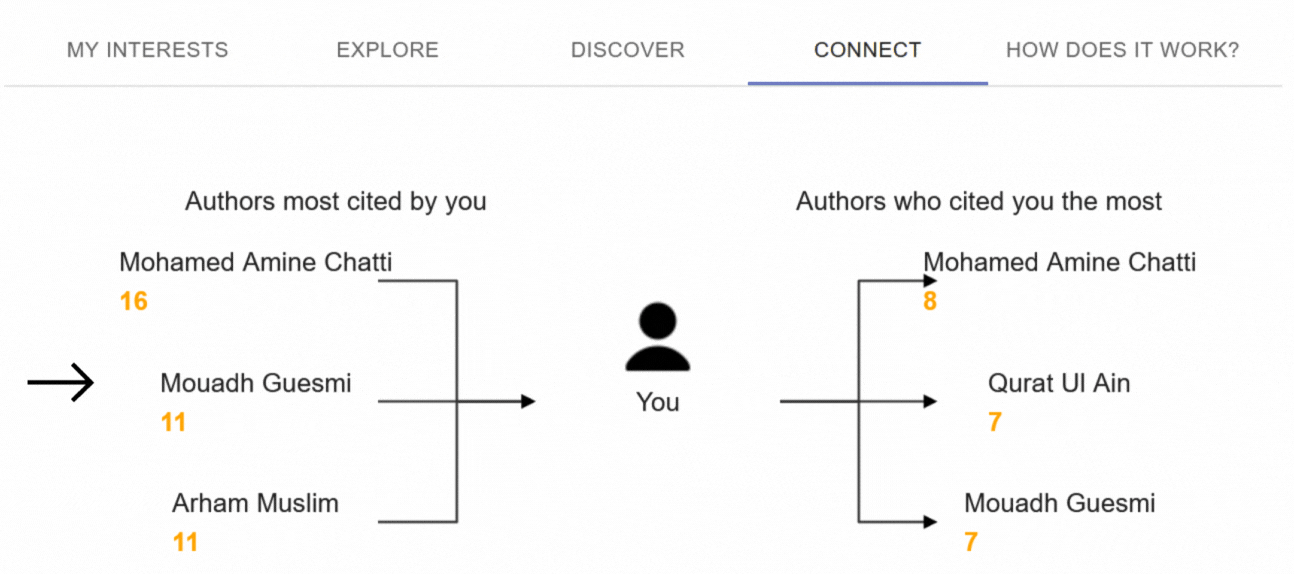 MY INTERESTS
EXPLORE
DISCOVER
CONNECT
HOW DOES IT WORK?
Authors most cited by you
Mohamed Amine Chatti
16
Mouadh Guesmi
11
Arham Muslim
11
You
Authors who cited you the most
Mohamed Amine Chatti
8
Qurat Ul Ain
7
Mouadh Guesmi
7